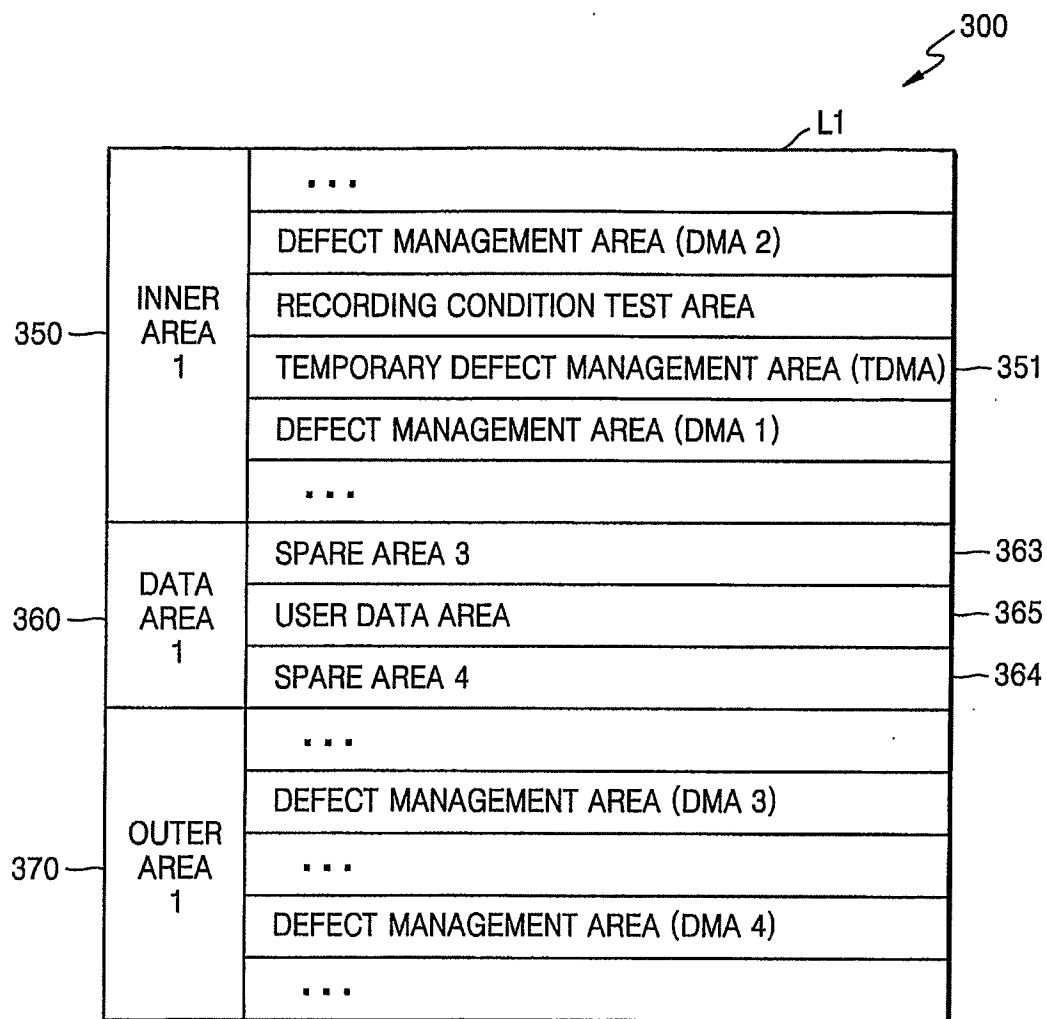 300
L1
...
DEFECT MANAGEMENT AREA (DMA 2)
RECORDING CONDITION TEST AREA
TEMPORARY DEFECT MANAGEMENT AREA (TDMA)
DEFECT MANAGEMENT AREA (DMA 1)
...
INNER
AREA
1
350
351
SPARE AREA 3
USER DATA AREA
SPARE AREA 4
DATA
AREA
1
360
363
365
364
...
DEFECT MANAGEMENT AREA (DMA 3)
...
DEFECT MANAGEMENT AREA (DMA 4)
...
OUTER
AREA
1
370